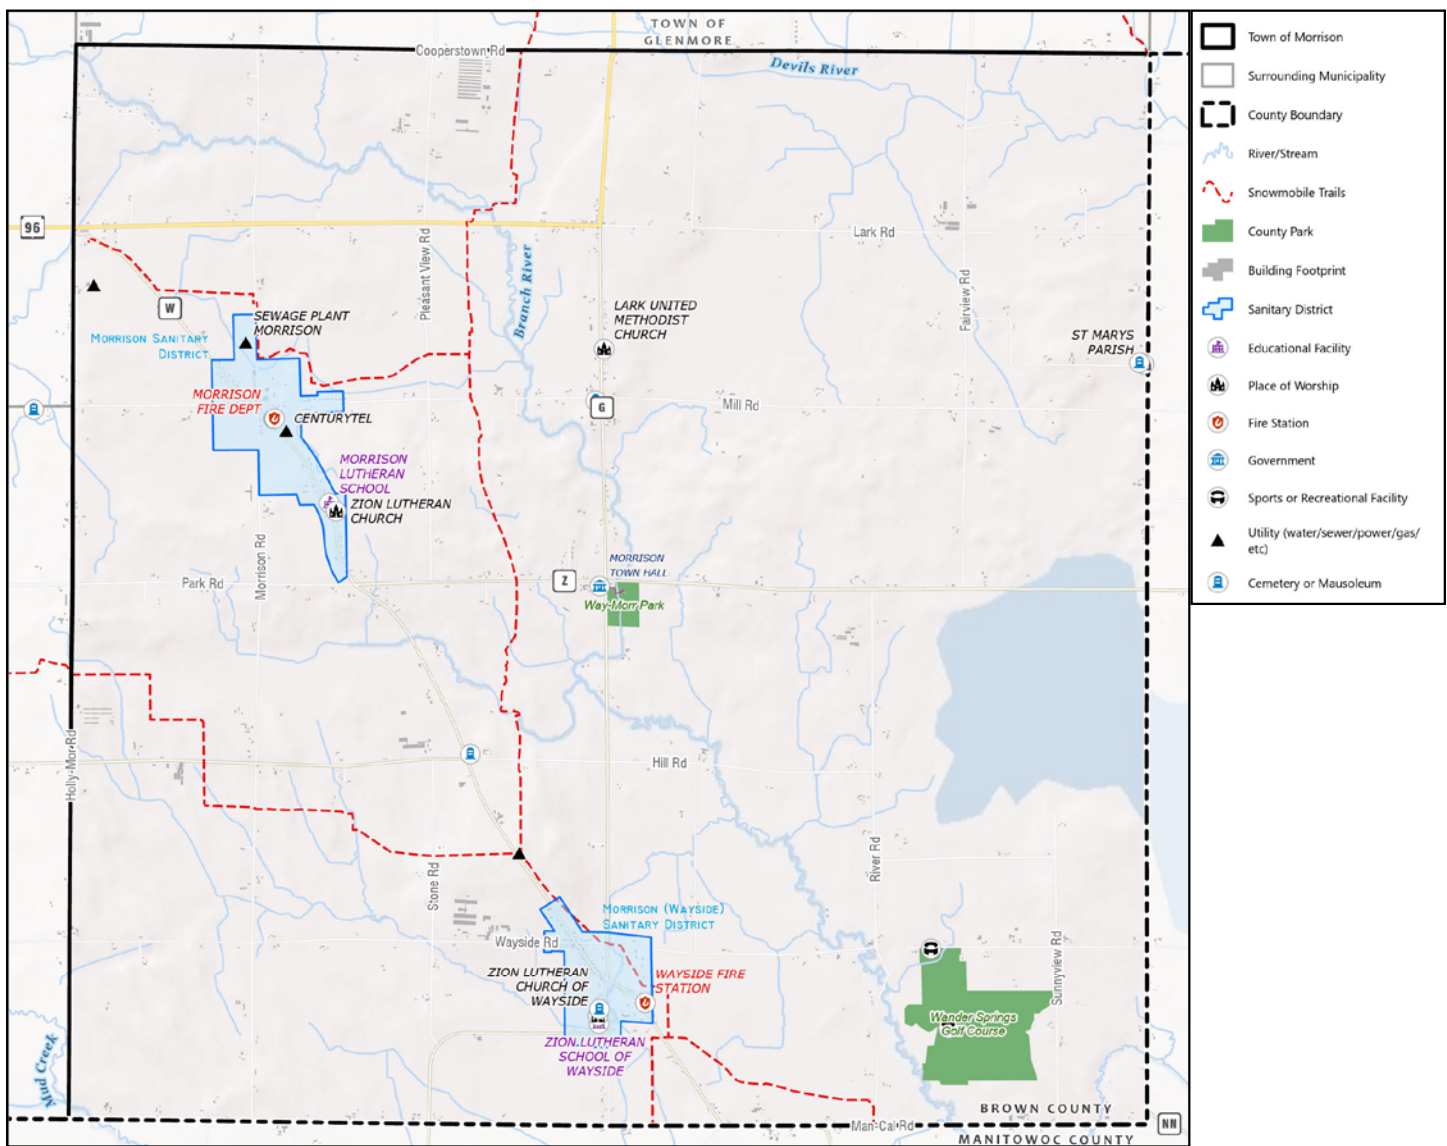 TOWN OF
GLENMORE
Cooperstown Rd
Devils River
96
Pleasant View Rd
Lark Rd
Branch River
Fairview Rd
W
SEWAGE PLANT
MORRISON
MORRISON SANITARY
DISTRICT
LARK UNITED
METHODIST
CHURCH
ST MARYS
PARISH
MORRISON
FIRE DEPT
CENTURYTEL
G
Mill Rd
MORRISON
LUTHERAN
SCHOOL
ZION LUTHERAN
CHURCH
Morrison Rd
Park Rd
Z
MORRISON
TOWN HALL
Way-Morr Park
Holly-Mor Rd
Hill Rd
Stone Rd
River Rd
MORRISON (WAYSIDE)
SANITARY DISTRICT
Wayside Rd
ZION LUTHERAN
CHURCH OF
WAYSIDE
WAYSIDE FIRE
STATION
Sunnyview Rd
Wander Springs
Golf Course
ZION LUTHERAN
SCHOOL OF
WAYSIDE
Mud Creek
BROWN COUNTY
Man-Cal Rd
MANITOWOC COUNTY
NN
Town of Morrison
Surrounding Municipality
County Boundary
River/Stream
Snowmobile Trails
County Park
Building Footprint
Sanitary District
Educational Facility
Place of Worship
Fire Station
Government
Sports or Recreational Facility
Utility (water/sewer/power/gas/
etc)
Cemetery or Mausoleum